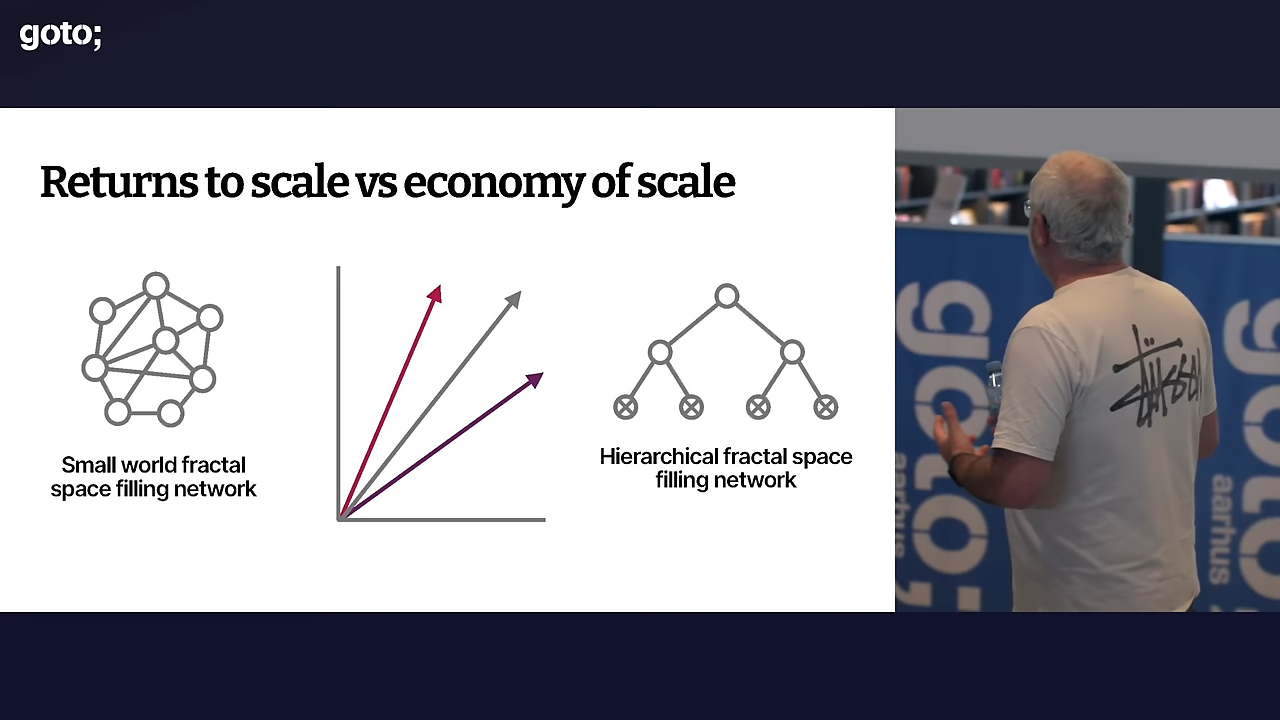 goto;
Returns to scale vs economy of scale
Small world fractal
space filling network
Hierarchical fractal space
filling network
goto;
aarhus
Stüssy
goto;
aarhus